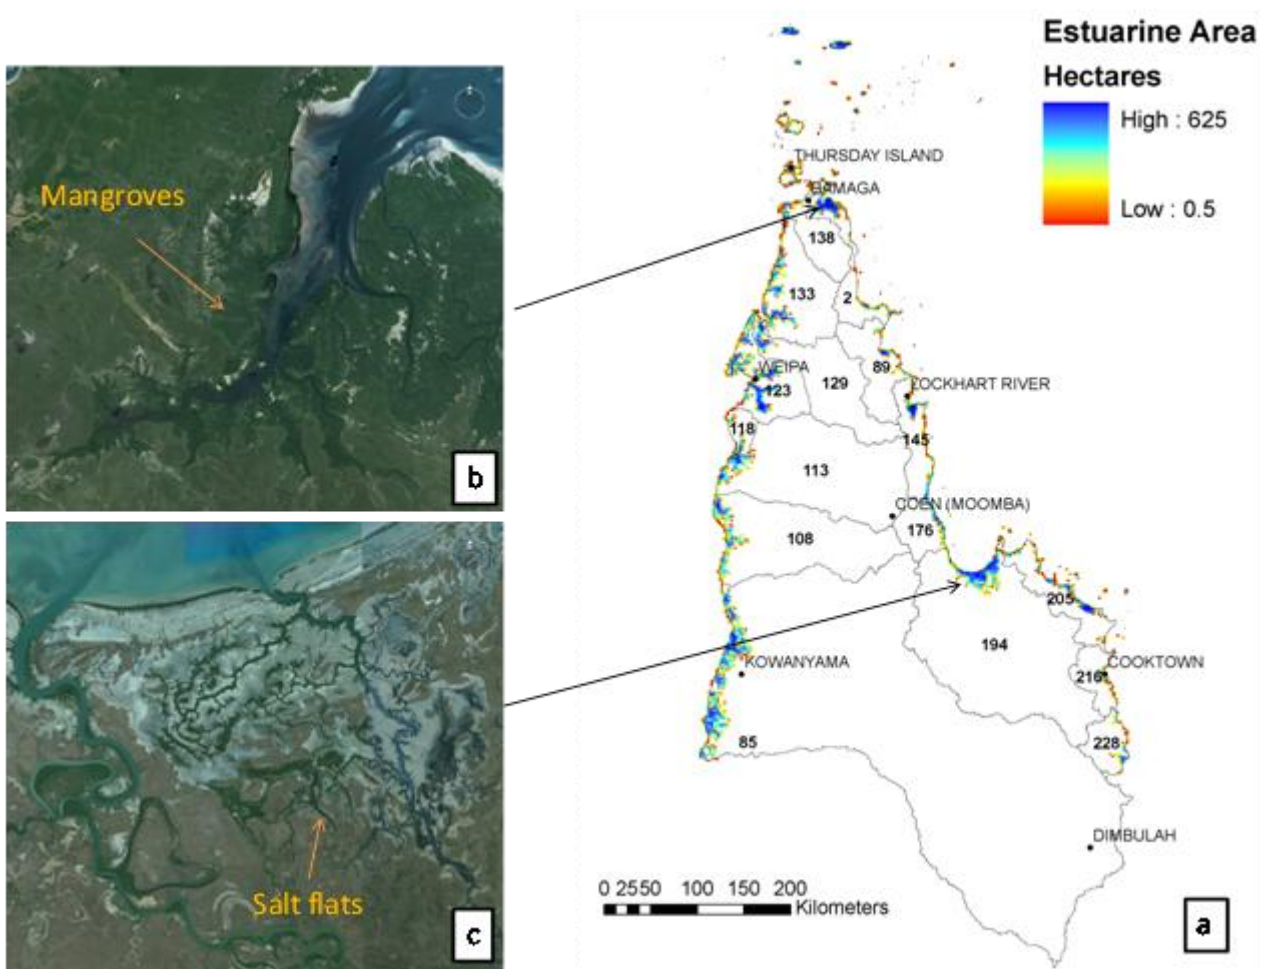 Mangroves
b
Salt flats
c
Estuarine Area
Hectares
High : 625
Low : 0.5
THURSDAY ISLAND
BAMAGA
138
133
2
89
WEIPA
123
129
LOCKHART RIVER
118
145
113
COEN (MOOMBA)
176
108
205
194
KOWANYAMA
COOKTOWN
216
85
228
DIMBULAH
0 25 50 100 150 200
Kilometers
a